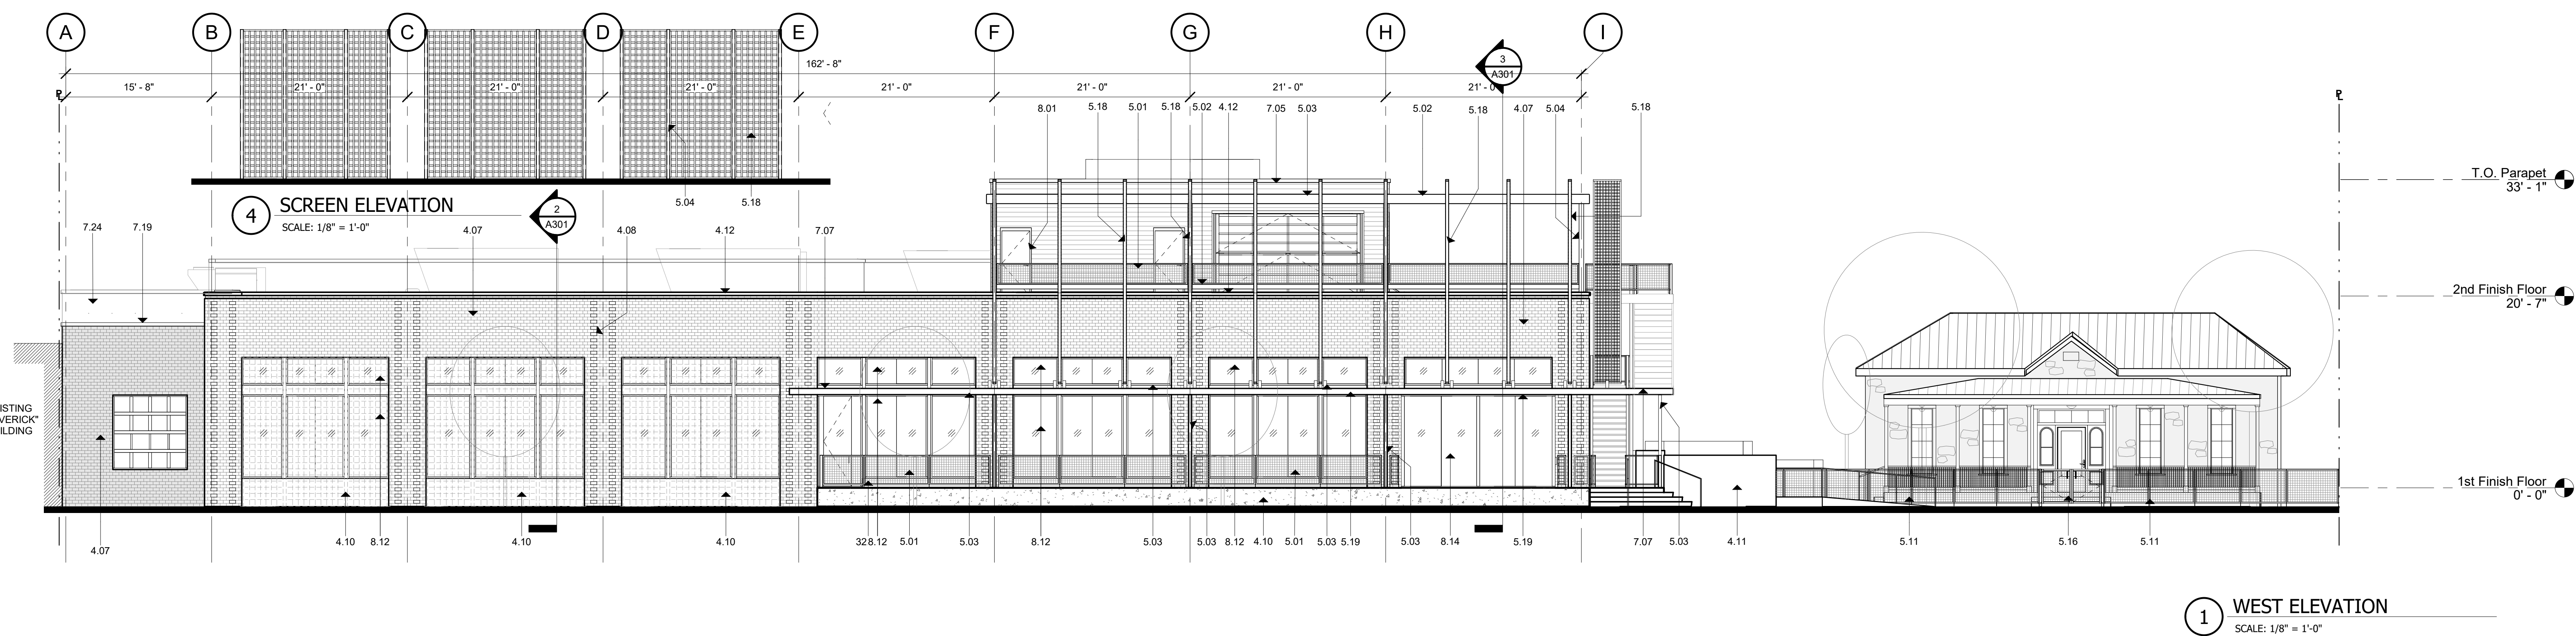 A B C D E F G H I
162' - 8"
15' - 8" 21' - 0" 21' - 0" 21' - 0" 21' - 0" 21' - 0" 21' - 0" 21' - 0"
3
A301
8.01 5.18 5.01 5.18 5.02 4.12 7.05 5.03 5.02 5.18 4.07 5.04 5.18
5.04 5.18
4 SCREEN ELEVATION
SCALE: 1/8" = 1'-0"
2
A301
7.24 7.19 4.07 4.08 4.12 7.07
T.O. Parapet
33' - 1"
2nd Finish Floor
20' - 7"
1st Finish Floor
0' - 0"
ISTING
VERICK"
ILDING
4.07 4.10 8.12 4.10 4.10 32 8.12 5.01 5.03 8.12 5.03 5.03 8.12 4.10 5.01 5.03 5.19 5.03 8.14 5.19 7.07 5.03 4.11 5.11 5.16 5.11
1 WEST ELEVATION
SCALE: 1/8" = 1'-0"